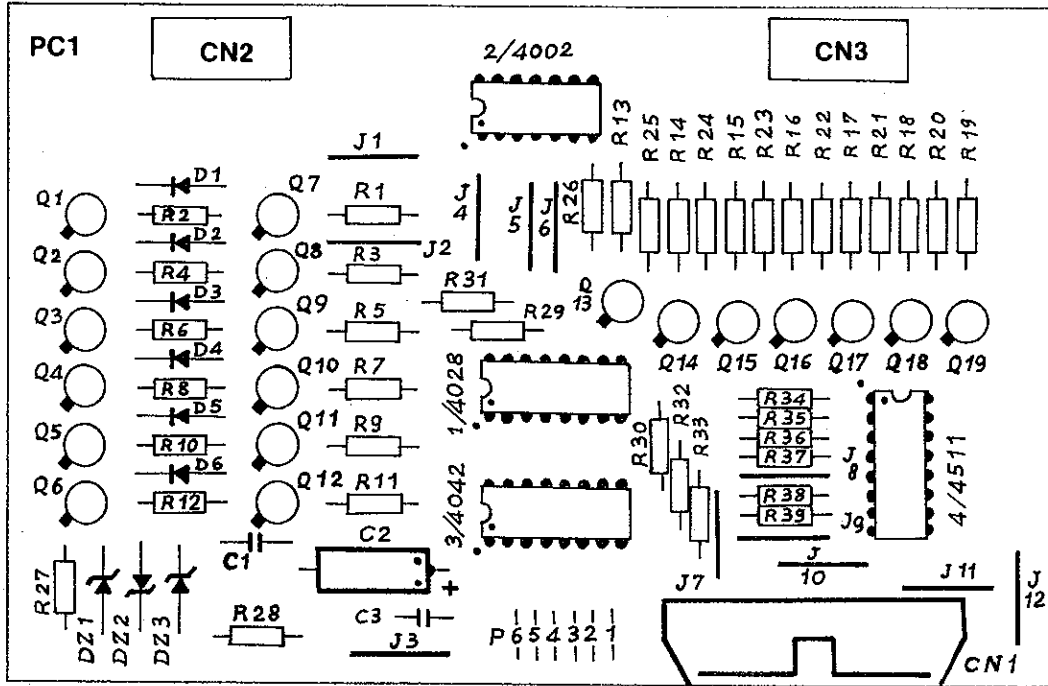 PC1
CN2
2/4002
CN3
R13
R25
R14
R24
R15
R23
R16
R22
R17
R21
R18
R20
R19
J1
Q1
D1
Q7
R1
J4
J5
J6
R26
R2
D2
J2
Q2
R4
Q8
R3
D3
R31
Q13
Q3
R6
Q9
R5
R29
D4
Q14 Q15 Q16 Q17 Q18 Q19
Q4
R8
Q10
R7
1/4028
R32
R34
D5
R35
R33
R36
Q5
R10
Q11
R9
R30
R37
J8
4/4511
D6
Q6
R12
Q12
R11
3/4042
R38
R39
J9
C1
C2
+
J10
R27
DZ1
DZ2
DZ3
R28
C3
J3
J7
J11
J12
P 6 5 4 3 2 1
CN1